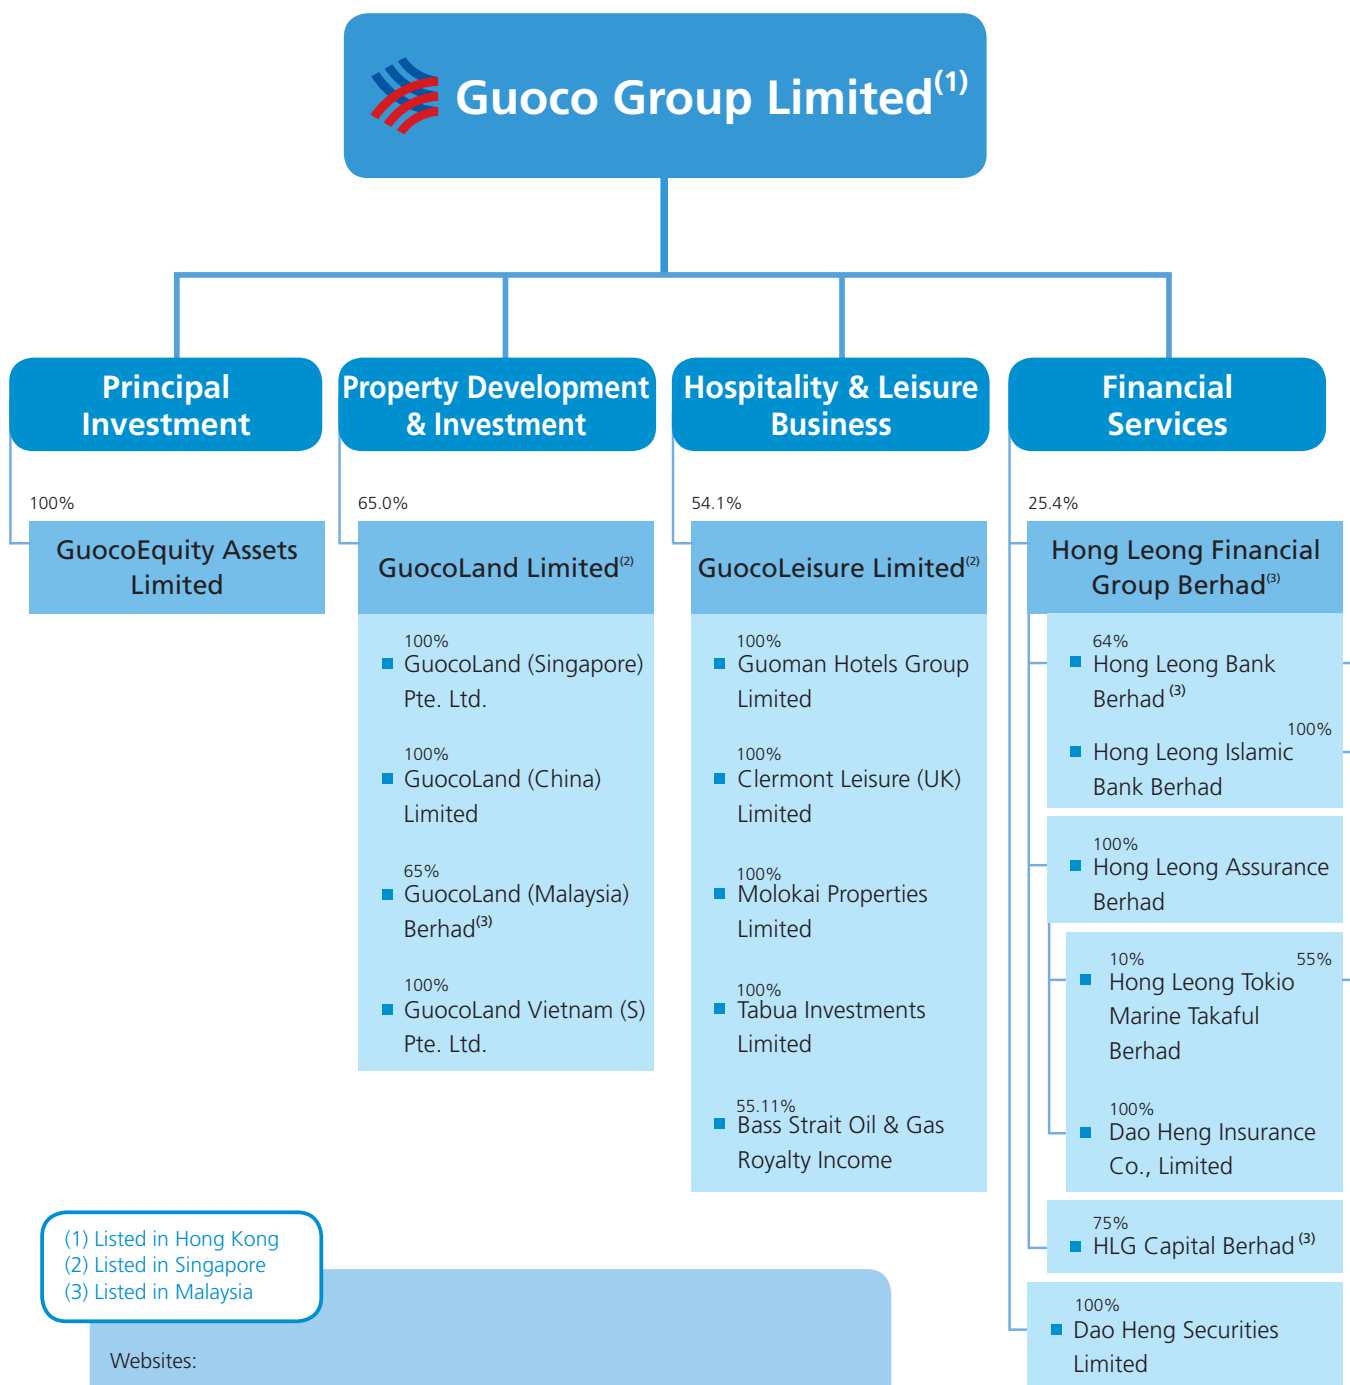 Guoco Group Limited(1)
Principal
Investment
100%
GuocoEquity Assets
Limited
Property Development
& Investment
65.0%
GuocoLand Limited(2)
100%
GuocoLand (Singapore)
Pte. Ltd.
100%
GuocoLand (China)
Limited
65%
GuocoLand (Malaysia)
Berhad(3)
100%
GuocoLand Vietnam (S)
Pte. Ltd.
Hospitality & Leisure
Business
54.1%
GuocoLeisure Limited(2)
100%
Guoman Hotels Group
Limited
100%
Clermont Leisure (UK)
Limited
100%
Molokai Properties
Limited
100%
Tabua Investments
Limited
55.11%
Bass Strait Oil & Gas
Royalty Income
Financial
Services
25.4%
Hong Leong Financial
Group Berhad(3)
64%
Hong Leong Bank
Berhad (3)
100%
Hong Leong Islamic
Bank Berhad
100%
Hong Leong Assurance
Berhad
10% 55%
Hong Leong Tokio
Marine Takaful
Berhad
100%
Dao Heng Insurance
Co., Limited
75%
HLG Capital Berhad (3)
100%
Dao Heng Securities
Limited
(1) Listed in Hong Kong
(2) Listed in Singapore
(3) Listed in Malaysia
Websites: